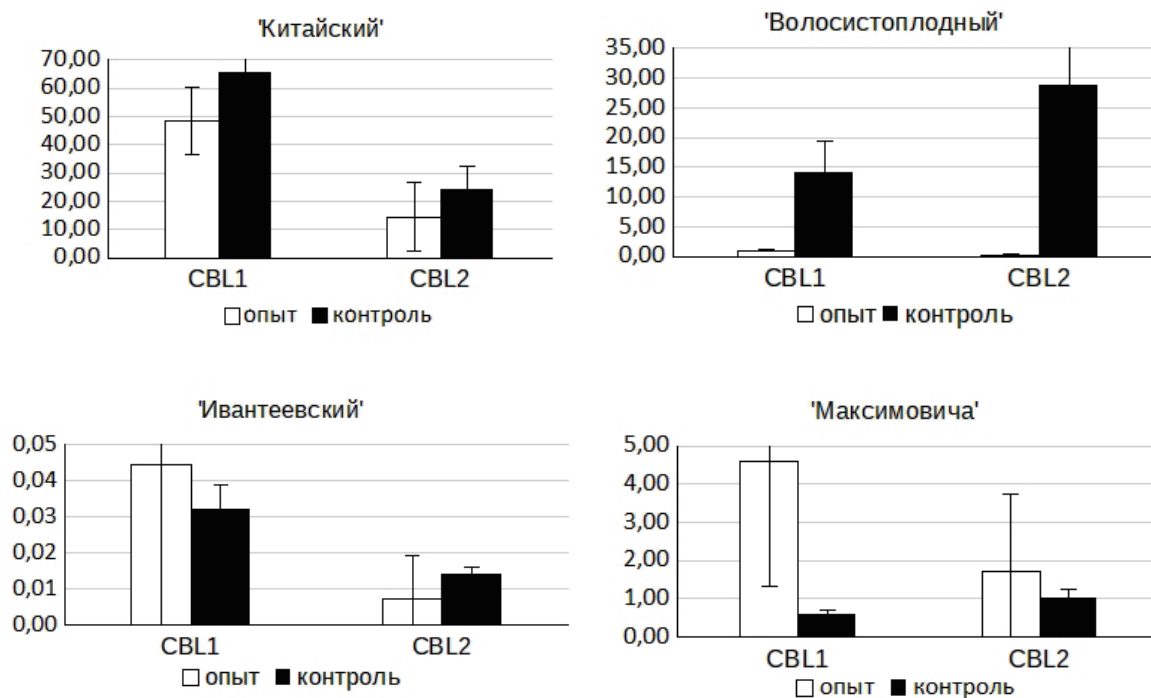 'Китайский'
70,00
60,00
50,00
40,00
30,00
20,00
10,00
0,00
CBL1 CBL2
опыт контроль
'Волосистоплодный'
35,00
30,00
25,00
20,00
15,00
10,00
5,00
0,00
CBL1 CBL2
опыт контроль
'Ивантеевский'
0,05
0,04
0,03
0,02
0,01
0,00
CBL1 CBL2
опыт контроль
'Максимовича'
5,00
4,00
3,00
2,00
1,00
0,00
CBL1 CBL2
опыт контроль